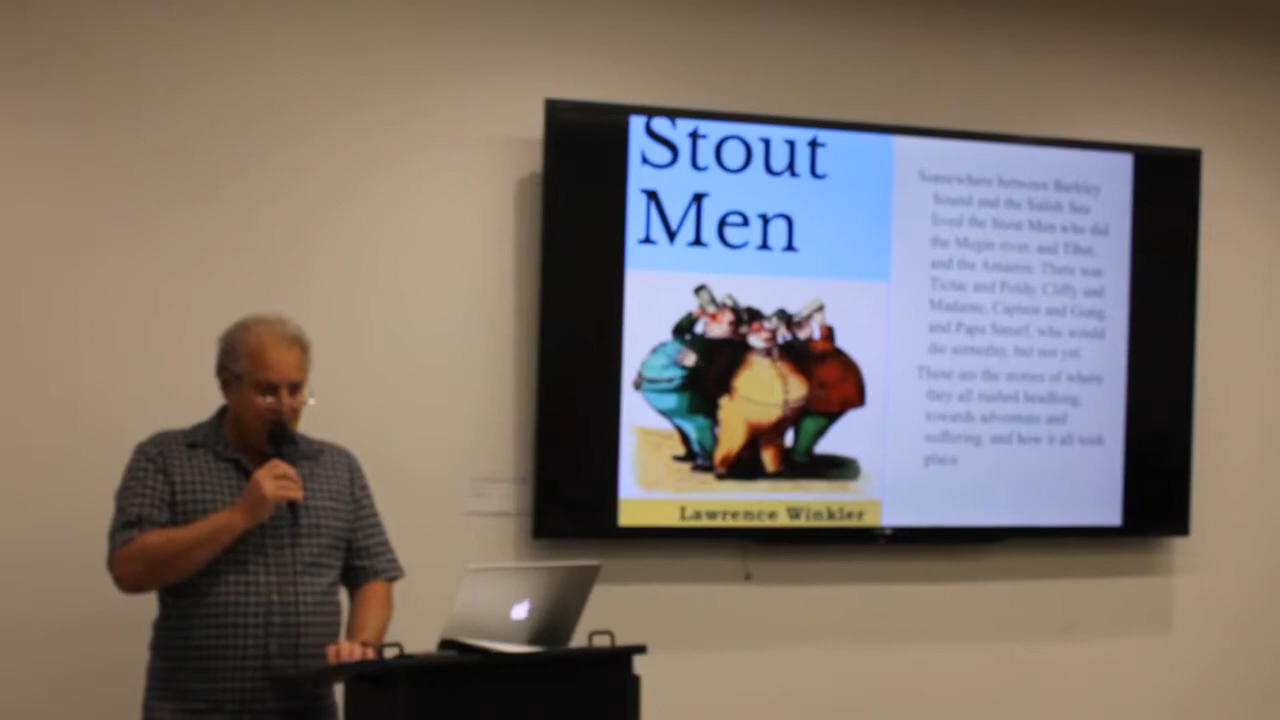 Stout
Men
Lawrence Winkler
Somewhere between Barkley
Sound and the Salish Sea
lived the Stout Men who did
the Megin river, and Tibet,
and the Amazon. There was
Tictac and Poldy, Cliffy and
Madame, Captain and Gong,
and Papa Smurf, who would
die someday, but not yet.
These are the stories of where
they all rushed headlong,
towards adventure and
suffering, and how it all took
place